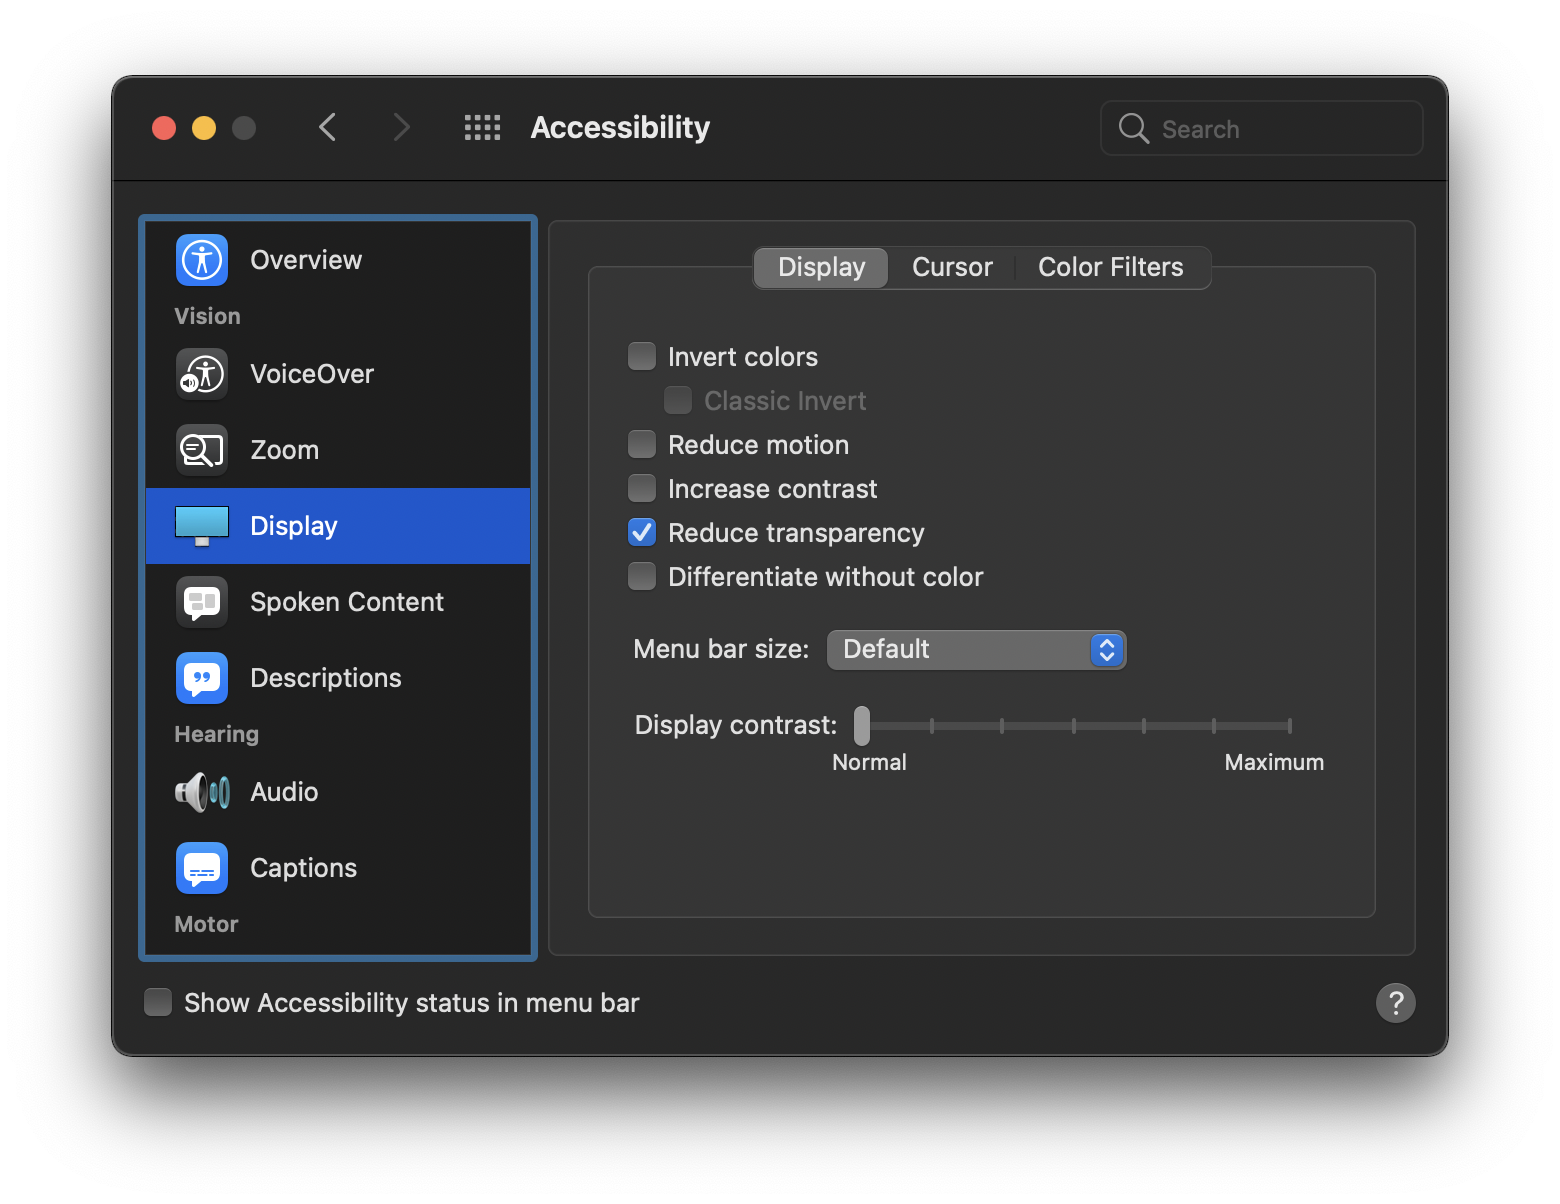 Accessibility
Search
Overview
Vision
VoiceOver
Zoom
Display
Spoken Content
Descriptions
Hearing
Audio
Captions
Motor
Display Cursor Color Filters
Invert colors
Classic Invert
Reduce motion
Increase contrast
Reduce transparency
Differentiate without color
Menu bar size: Default
Display contrast:
Normal Maximum
Show Accessibility status in menu bar
?